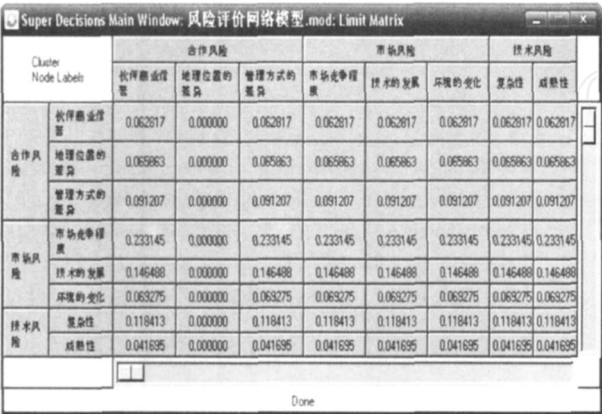 Super Decisions Main Window: 风险评价网络模型.mod: Limit Matrix
Cluster
Node Labels
合作风险 市场风险 技术风险
伙伴商业信誉 地理位置的差异 管理方式的差异 市场竞争程度 技术的发展 环境的变化 复杂性 成熟性
合作风险
伙伴商业信誉 0.062817 0.000000 0.062817 0.062817 0.062817 0.062817 0.062817 0.062817
地理位置的差异 0.065863 0.000000 0.065863 0.065863 0.065863 0.065863 0.065863 0.065863
管理方式的差异 0.091207 0.000000 0.091207 0.091207 0.091207 0.091207 0.091207 0.091207
市场风险
市场竞争程度 0.233145 0.000000 0.233145 0.233145 0.233145 0.233145 0.233145 0.233145
技术的发展 0.146488 0.000000 0.146488 0.146488 0.146488 0.146488 0.146488 0.146488
环境的变化 0.069275 0.000000 0.069275 0.069275 0.069275 0.069275 0.069275 0.069275
技术风险
复杂性 0.118413 0.000000 0.118413 0.118413 0.118413 0.118413 0.118413 0.118413
成熟性 0.041695 0.000000 0.041695 0.041695 0.041695 0.041695 0.041695 0.041695
Done